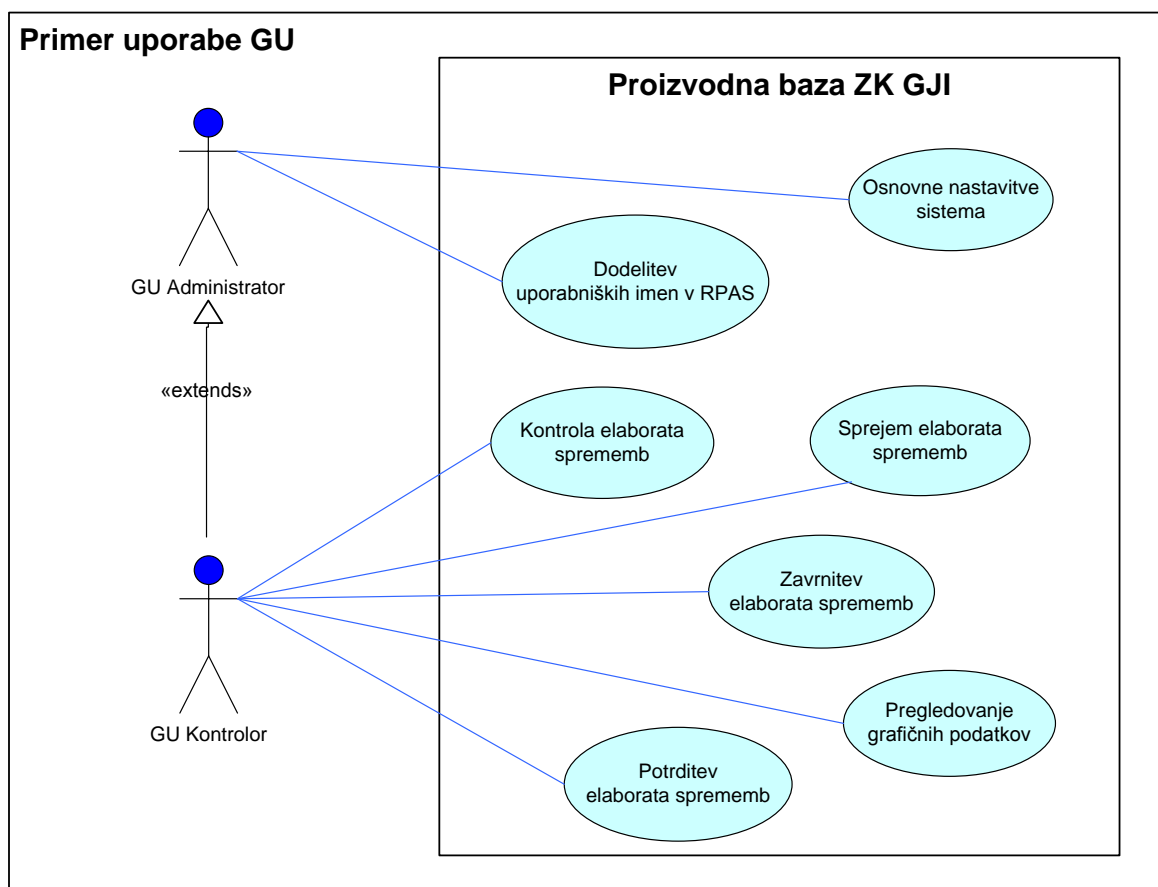 Primer uporabe GU
Proizvodna baza ZK GJI
Osnovne nastavitve
sistema
Dodelitev
uporabniških imen v RPAS
GU Administrator
«extends»
Kontrola elaborata
sprememb
Sprejem elaborata
sprememb
Zavrnitev
elaborata sprememb
GU Kontrolor
Pregledovanje
grafičnih podatkov
Potrditev
elaborata sprememb